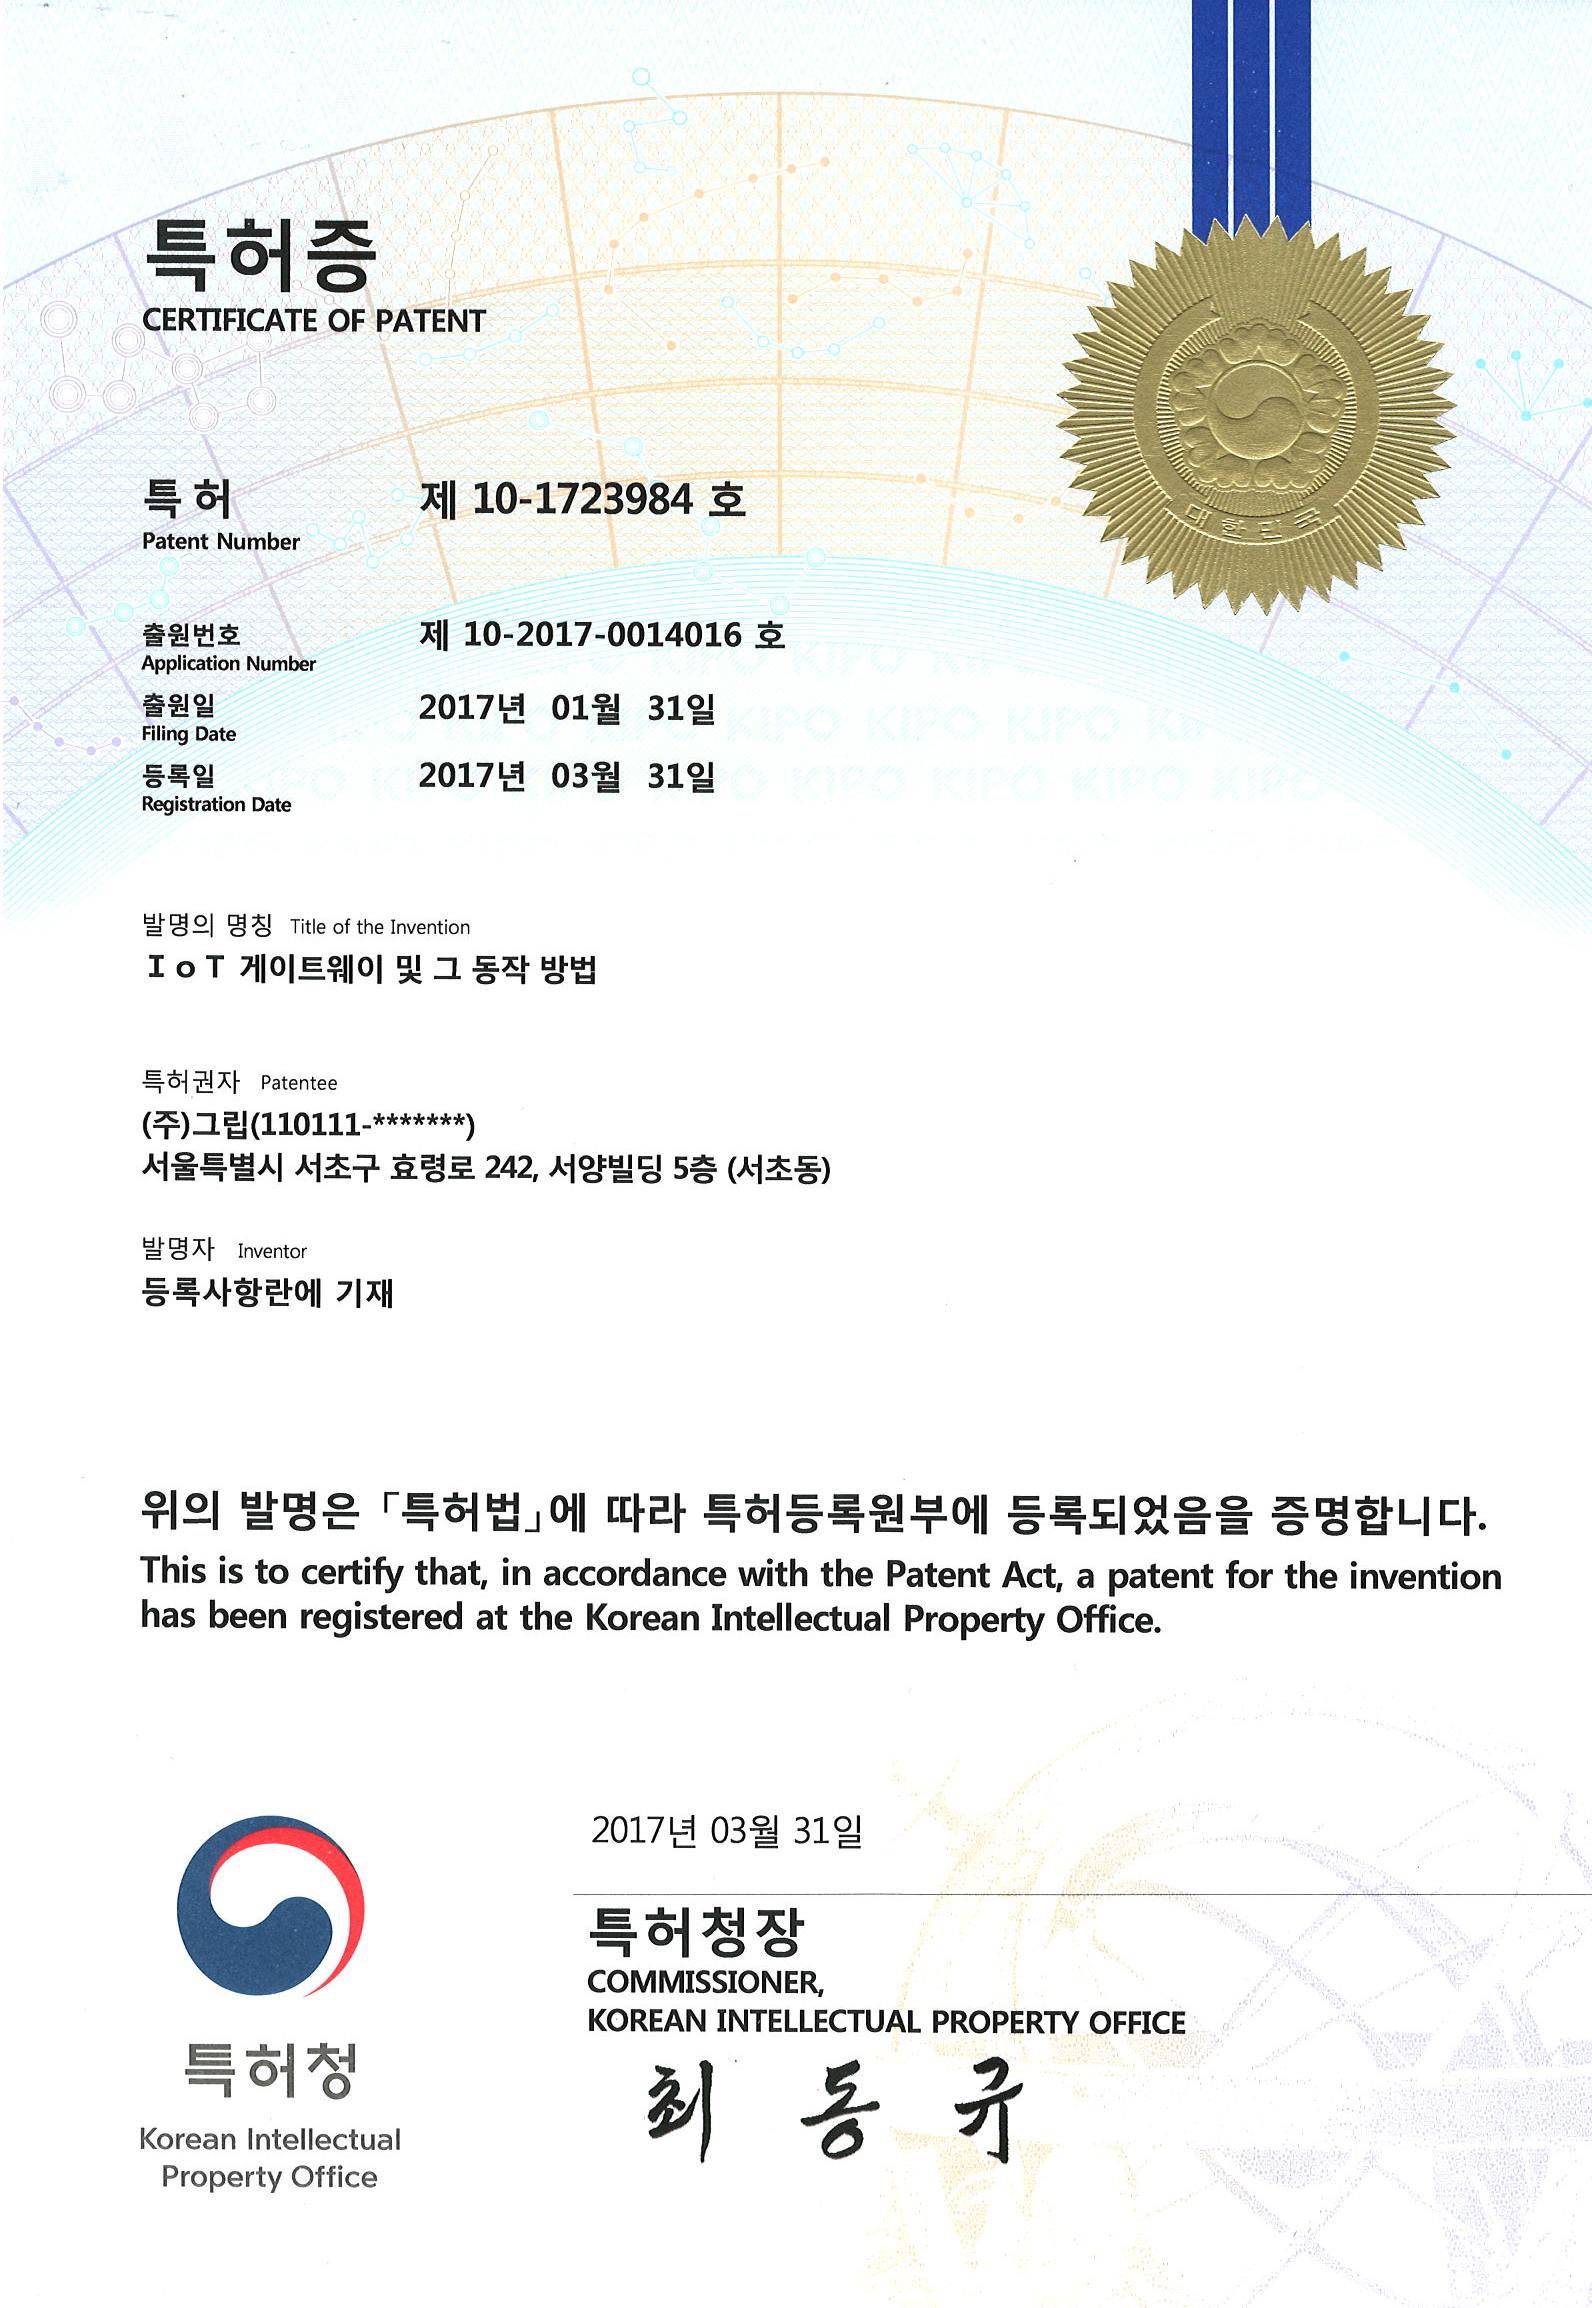 특허증
CERTIFICATE OF PATENT
특 허 제 10-1723984 호
Patent Number
출원번호 제 10-2017-0014016 호
Application Number
출원일 2017년 01월 31일
Filing Date
등록일 2017년 03월 31일
Registration Date
발명의 명칭 Title of the Invention
IoT 게이트웨이 및 그 동작 방법
특허권자 Patentee
(주)그립(110111-*******)
서울특별시 서초구 효령로 242, 서양빌딩 5층 (서초동)
발명자 Inventor
등록사항란에 기재
위의 발명은 「특허법」에 따라 특허등록원부에 등록되었음을 증명합니다.
This is to certify that, in accordance with the Patent Act, a patent for the invention
has been registered at the Korean Intellectual Property Office.
2017년 03월 31일
특허청장
COMMISSIONER,
KOREAN INTELLECTUAL PROPERTY OFFICE
최 동 규
특허청
Korean Intellectual
Property Office
대한민국